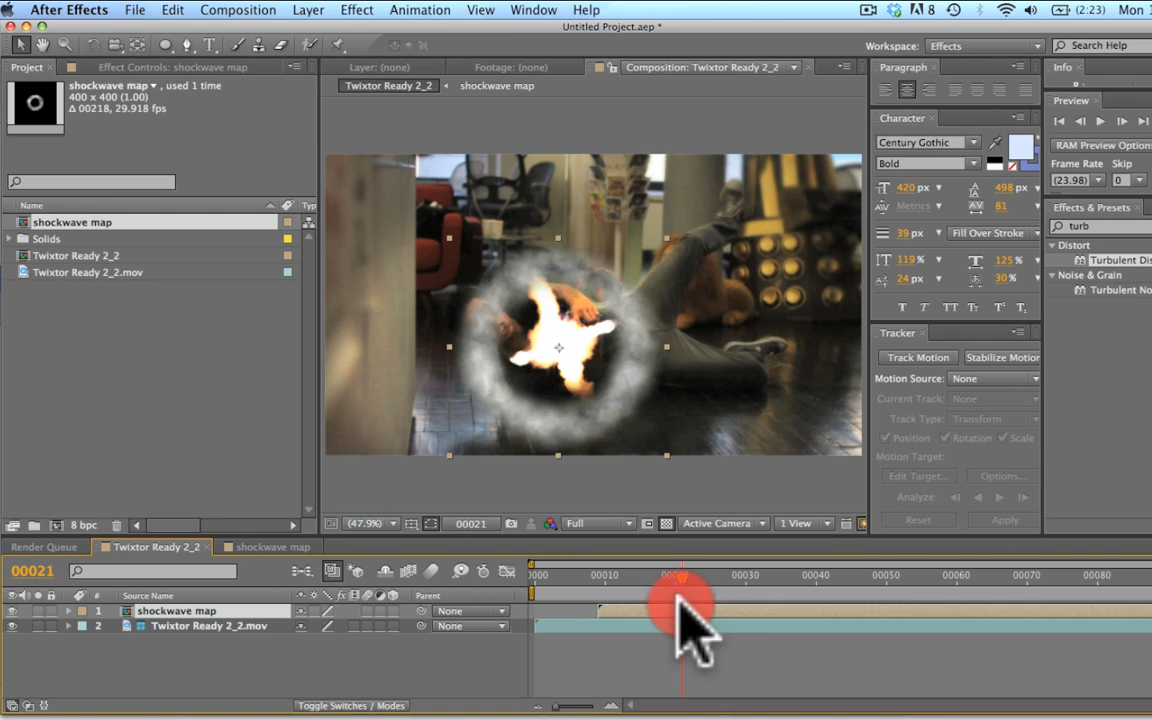 After Effects File Edit Composition Layer Effect Animation View Window Help 8 (2:23) Mon 1
Untitled Project.aep *
Workspace: Effects Search Help
Project Effect Controls: shockwave map Layer: (none) Footage: (none) Composition: Twixtor Ready 2_2 Paragraph Info
shockwave map , used 1 time
400 x 400 (1.00)
Δ 00218, 29.918 fps
Twixtor Ready 2_2 shockwave map
Preview
Character
RAM Preview Options
Century Gothic
Bold
Frame Rate Skip
(23.98) 0
420 px 498 px
Metrics 81
Effects & Presets
turb
39 px Fill Over Stroke
Distort
Turbulent Dis
Noise & Grain
Turbulent No
119 % 125 %
24 px 30 %
T T TT Tт T¹ T₁
Name Typ
shockwave map
Solids
Twixtor Ready 2_2
Twixtor Ready 2_2.mov
Tracker
Track Motion Stabilize Motion
Motion Source: None
Current Track: None
Track Type: Transform
Position Rotation Scale
Motion Target:
Edit Target... Options...
Analyze:
Reset Apply
8 bpc
(47.9%) 00021 Full Active Camera 1 View
Render Queue Twixtor Ready 2_2 shockwave map
00021
0000 00010 00030 00040 00050 00060 00070 00080
# Source Name Parent
1 shockwave map None
2 Twixtor Ready 2_2.mov None
Toggle Switches / Modes